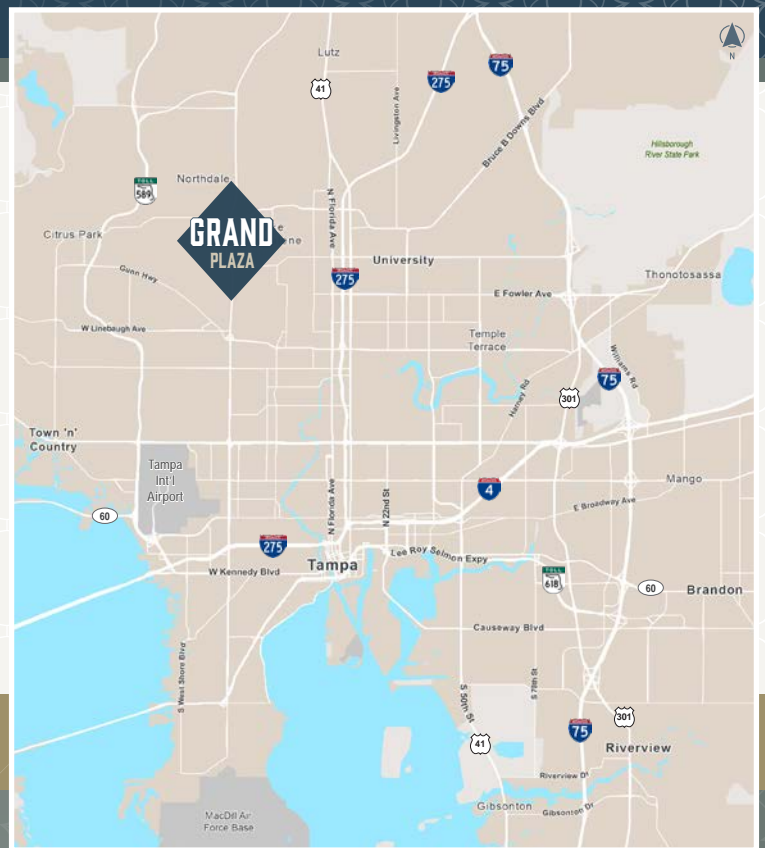 Lutz
75
N
41
275
Livingston Ave
Bruce B Downs Blvd
Hillsborough
River State Park
TOLL
589
Northdale
N Florida Ave
Citrus Park
GRAND
PLAZA
e
ene
University
Gunn Hwy
275
Thonotosassa
E Fowler Ave
W Linebaugh Ave
Temple
Terrace
Williams Rd
75
Harney Rd
301
Town 'n'
Country
Tampa
Int'l
Airport
Mango
4
N Florida Ave
N 22nd St
E Broadway Ave
60
275
Lee Roy Selmon Expy
Tampa
W Kennedy Blvd
TOLL
618
60
Brandon
Causeway Blvd
S West Shore Blvd
S 50th St
S 78th St
301
75
41
Riverview
Riverview Dr
Gibsonton
Gibsonton Dr
MacDill Air
Force Base